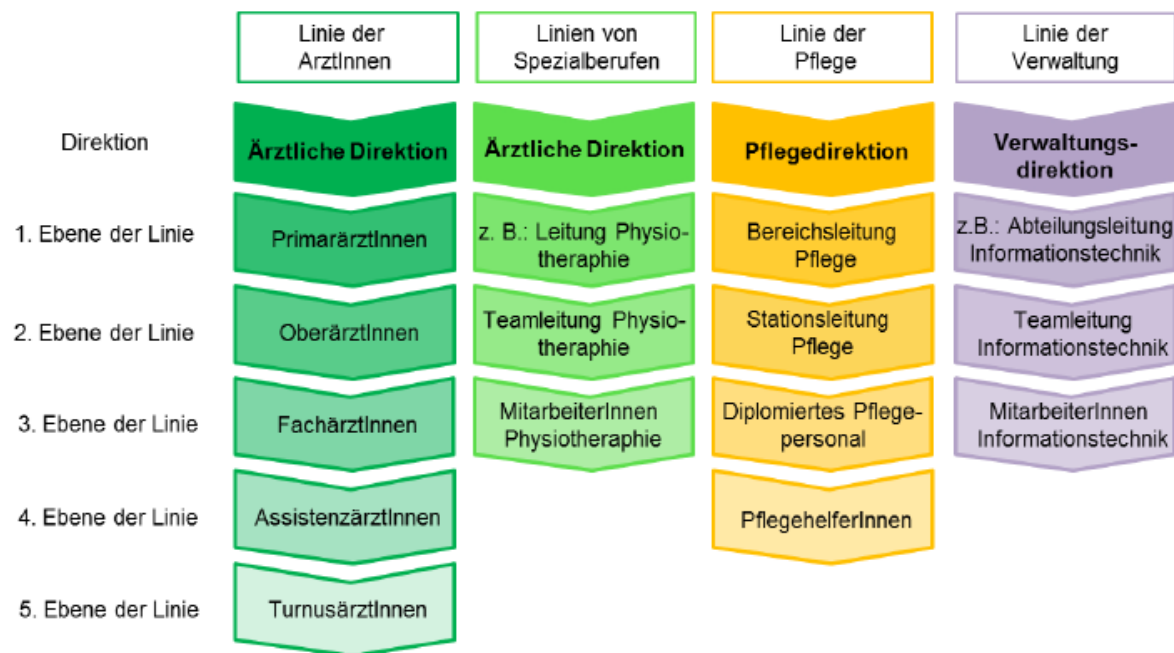 Linie der
ArztInnen
Linien von
Spezialberufen
Linie der
Pflege
Linie der
Verwaltung
Direktion
Ärztliche Direktion
Ärztliche Direktion
Pflegedirektion
Verwaltungs-
direktion
1. Ebene der Linie
PrimarärztInnen
z. B.: Leitung Physio-
theraphie
Bereichsleitung
Pflege
z.B.: Abteilungsleitung
Informationstechnik
2. Ebene der Linie
OberärztInnen
Teamleitung Physio-
theraphie
Stationsleitung
Pflege
Teamleitung
Informationstechnik
3. Ebene der Linie
FachärztInnen
MitarbeiterInnen
Physiotheraphie
Diplomiertes Pflege-
personal
MitarbeiterInnen
Informationstechnik
4. Ebene der Linie
AssistenzärztInnen
PflegehelferInnen
5. Ebene der Linie
TurnusärztInnen